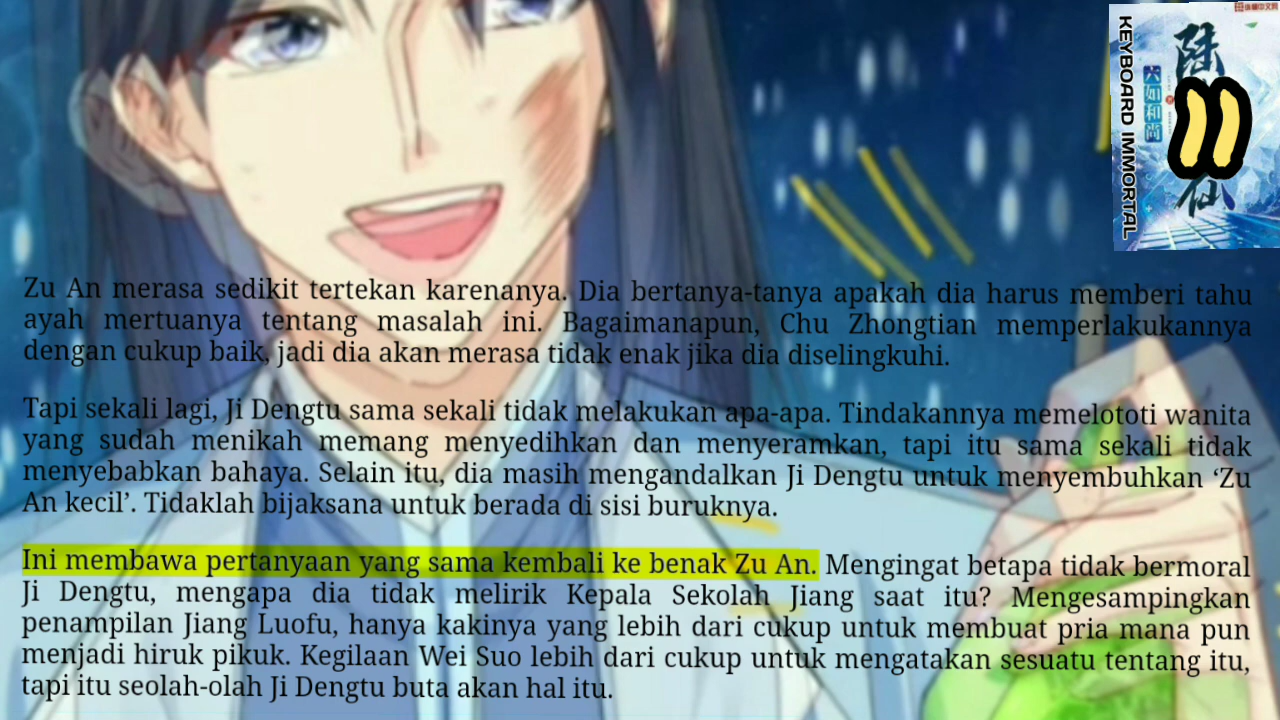 Zu An merasa sedikit tertekan karenanya. Dia bertanya-tanya apakah dia harus memberi tahu
ayah mertuanya tentang masalah ini. Bagaimanapun, Chu Zhongtian memperlakukannya
dengan cukup baik, jadi dia akan merasa tidak enak jika dia diselingkuhi.
Tapi sekali lagi, Ji Dengtu sama sekali tidak melakukan apa-apa. Tindakannya memelototi wanita
yang sudah menikah memang menyedihkan dan menyeramkan, tapi itu sama sekali tidak
menyebabkan bahaya. Selain itu, dia masih mengandalkan Ji Dengtu untuk menyembuhkan ‘Zu
An kecil’. Tidaklah bijaksana untuk berada di sisi buruknya.
Ini membawa pertanyaan yang sama kembali ke benak Zu An. Mengingat betapa tidak bermoral
Ji Dengtu, mengapa dia tidak melirik Kepala Sekolah Jiang saat itu? Mengesampingkan
penampilan Jiang Luofu, hanya kakinya yang lebih dari cukup untuk membuat pria mana pun
menjadi hiruk pikuk. Kegilaan Wei Suo lebih dari cukup untuk mengatakan sesuatu tentang itu,
tapi itu seolah-olah Ji Dengtu buta akan hal itu.
KEYBOARD IMMORTAL
陆
仙
六如和尚